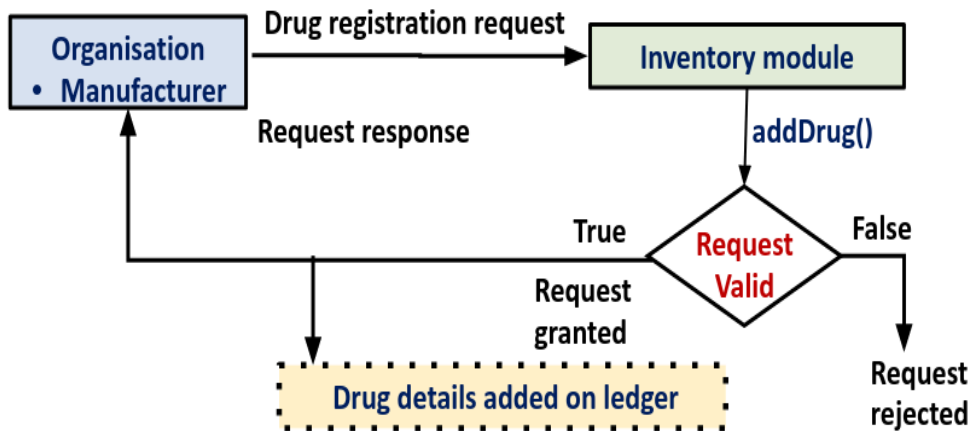 Organisation
• Manufacturer
Drug registration request
Inventory module
Request response
addDrug()
True
Request
Valid
False
Request
granted
Request
rejected
Drug details added on ledger